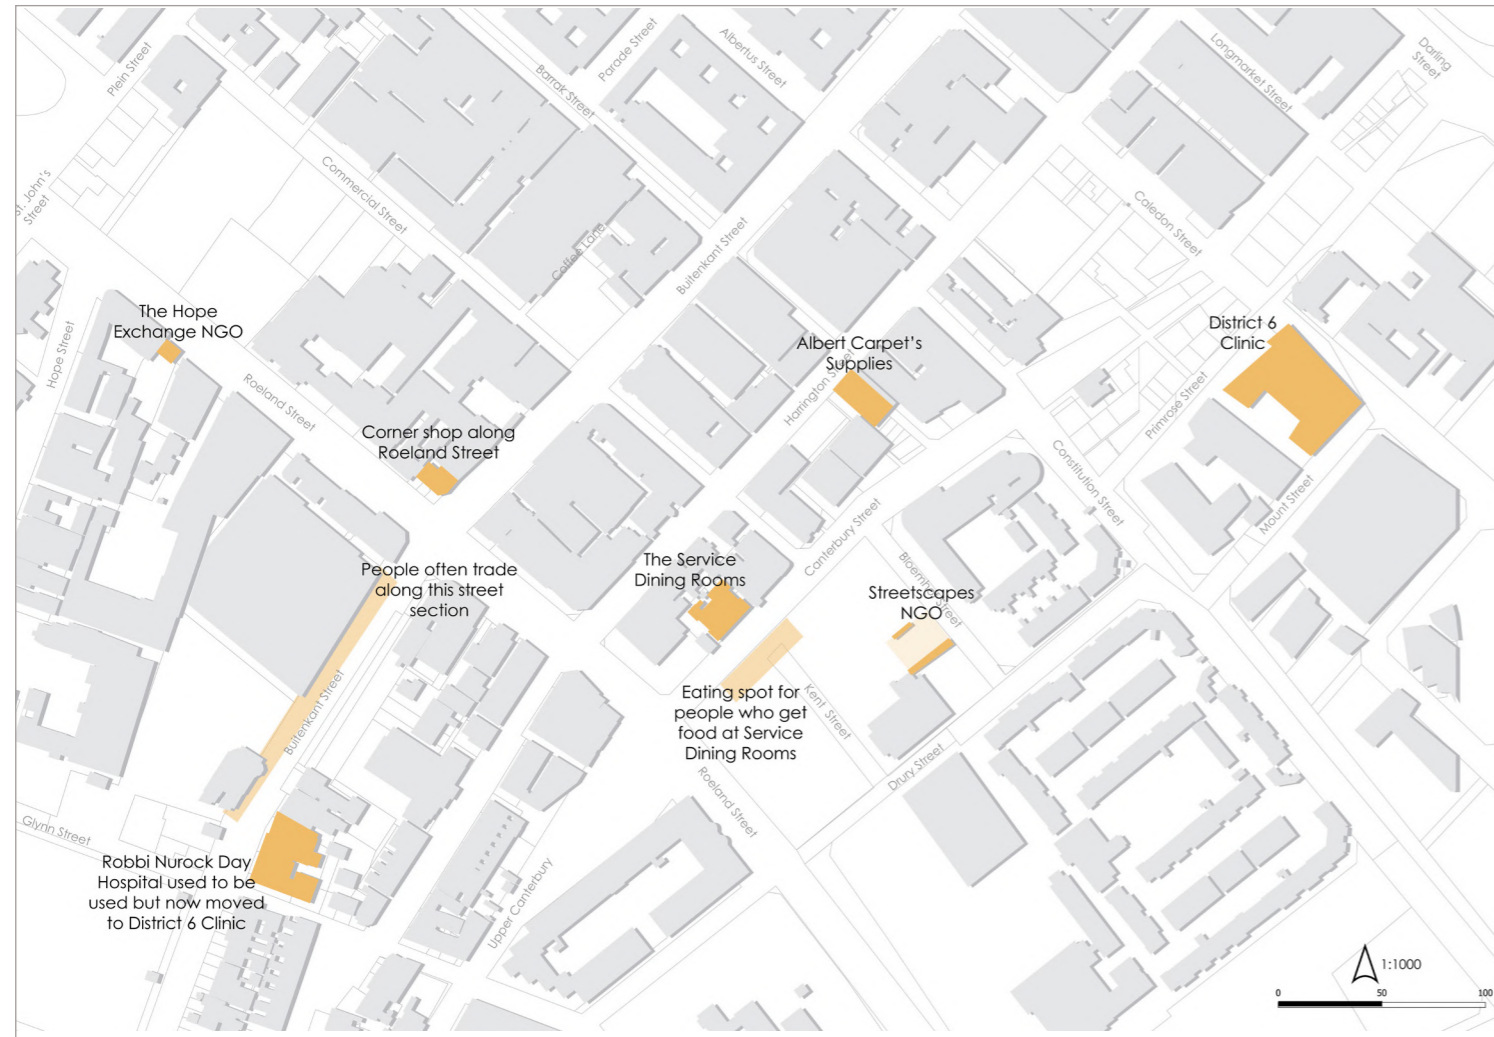 Plein Street
Barrak Street
Parade Street
Albertus Street
Longmarket Street
Darling
Street
St. John's
Street
Commercial Street
Coffee Lane
Buitenkant Street
Caledon Street
The Hope
Exchange NGO
Hope Street
Roeland Street
Corner shop along
Roeland Street
Albert Carpet's
Supplies
Harrington Street
District 6
Clinic
Primrose Street
Constitution Street
Mount Street
Canterbury Street
People often trade
along this street
section
The Service
Dining Rooms
Street
Streetscapes
NGO
Buitenkant Street
Eating spot for
people who get
food at Service
Dining Rooms
Kent Street
Roeland Street
Drury Street
Glynn Street
Robbi Nurock Day
Hospital used to be
used but now moved
to District 6 Clinic
Upper Canterbury
1:1000
0 50 100